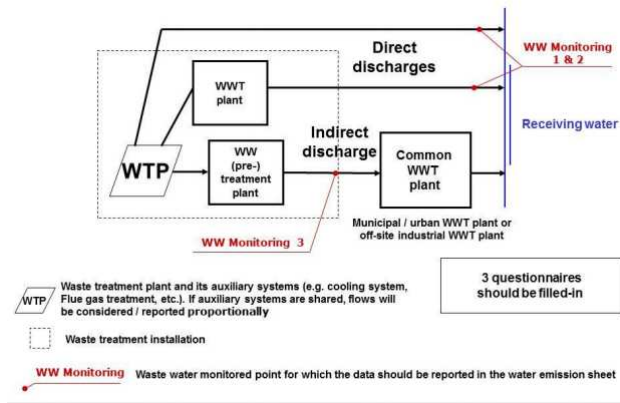 Direct
discharges
WW Monitoring
1 & 2
WWT
plant
Receiving water
Indirect
discharge
WTP
WW
(pre-)
treatment
plant
Common
WWT
plant
Municipal / urban WWT plant or
off-site industrial WWT plant
WW Monitoring 3
3 questionnaires
should be filled-in
WTP
Waste treatment plant and its auxiliary systems (e.g. cooling system,
Flue gas treatment, etc.). If auxiliary systems are shared, flows will
be considered / reported proportionally
Waste treatment installation
WW Monitoring Waste water monitored point for which the data should be reported in the water emission sheet